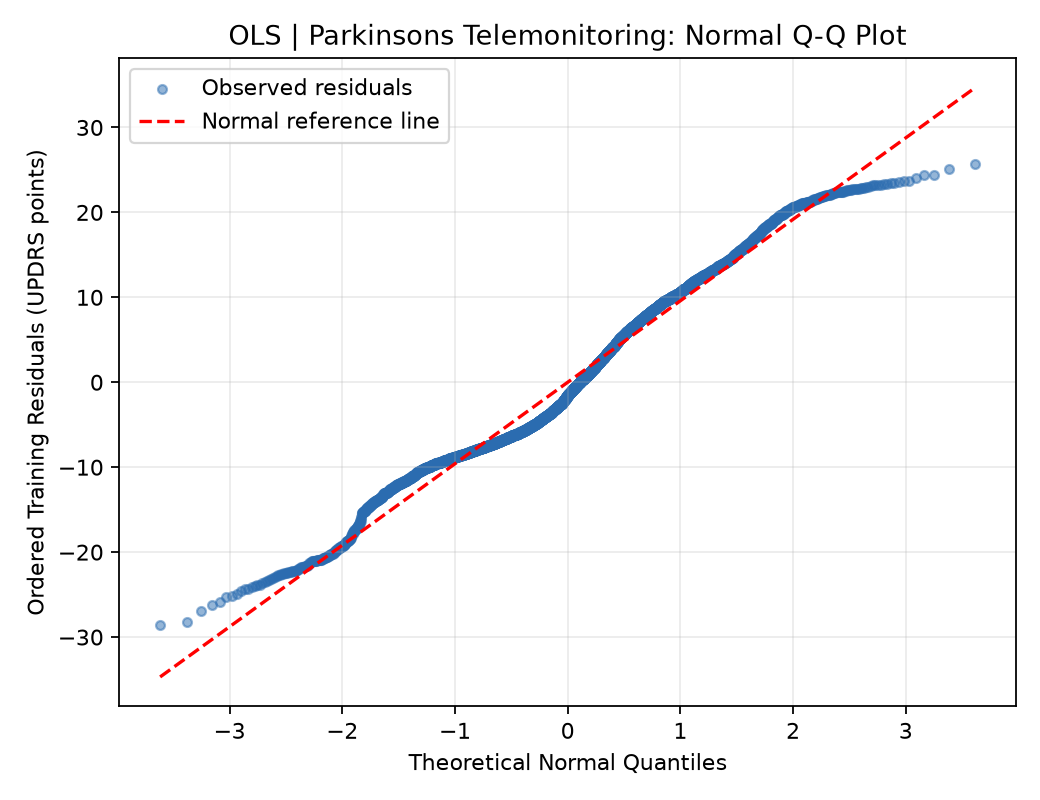 OLS | Parkinsons Telemonitoring: Normal Q-Q Plot
Observed residuals
Normal reference line
Ordered Training Residuals (UPDRS points)
30
20
10
0
−10
−20
−30
−3 −2 −1 0 1 2 3
Theoretical Normal Quantiles